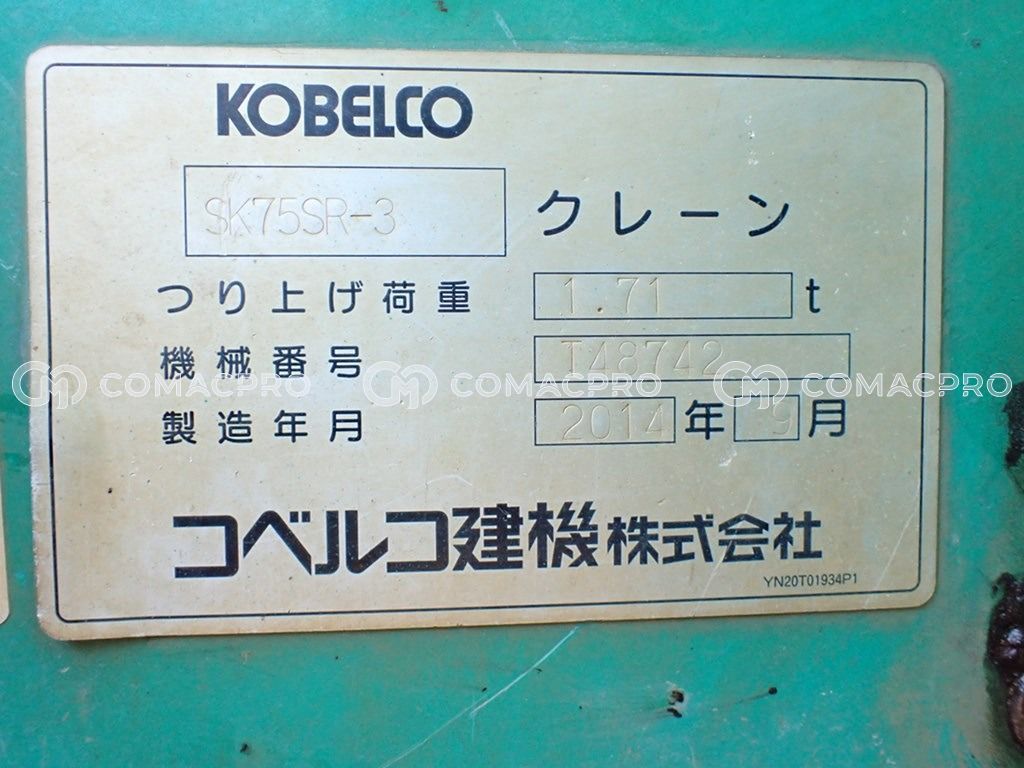 KOBELCO
SK75SR-3 クレーン
つり上げ荷重 1.71 t
機械番号 T48742
COMACPRO COMACPRO COMACPRO
製造年月 2014 年 9 月
コベルコ建機株式会社
YN20T01934P1